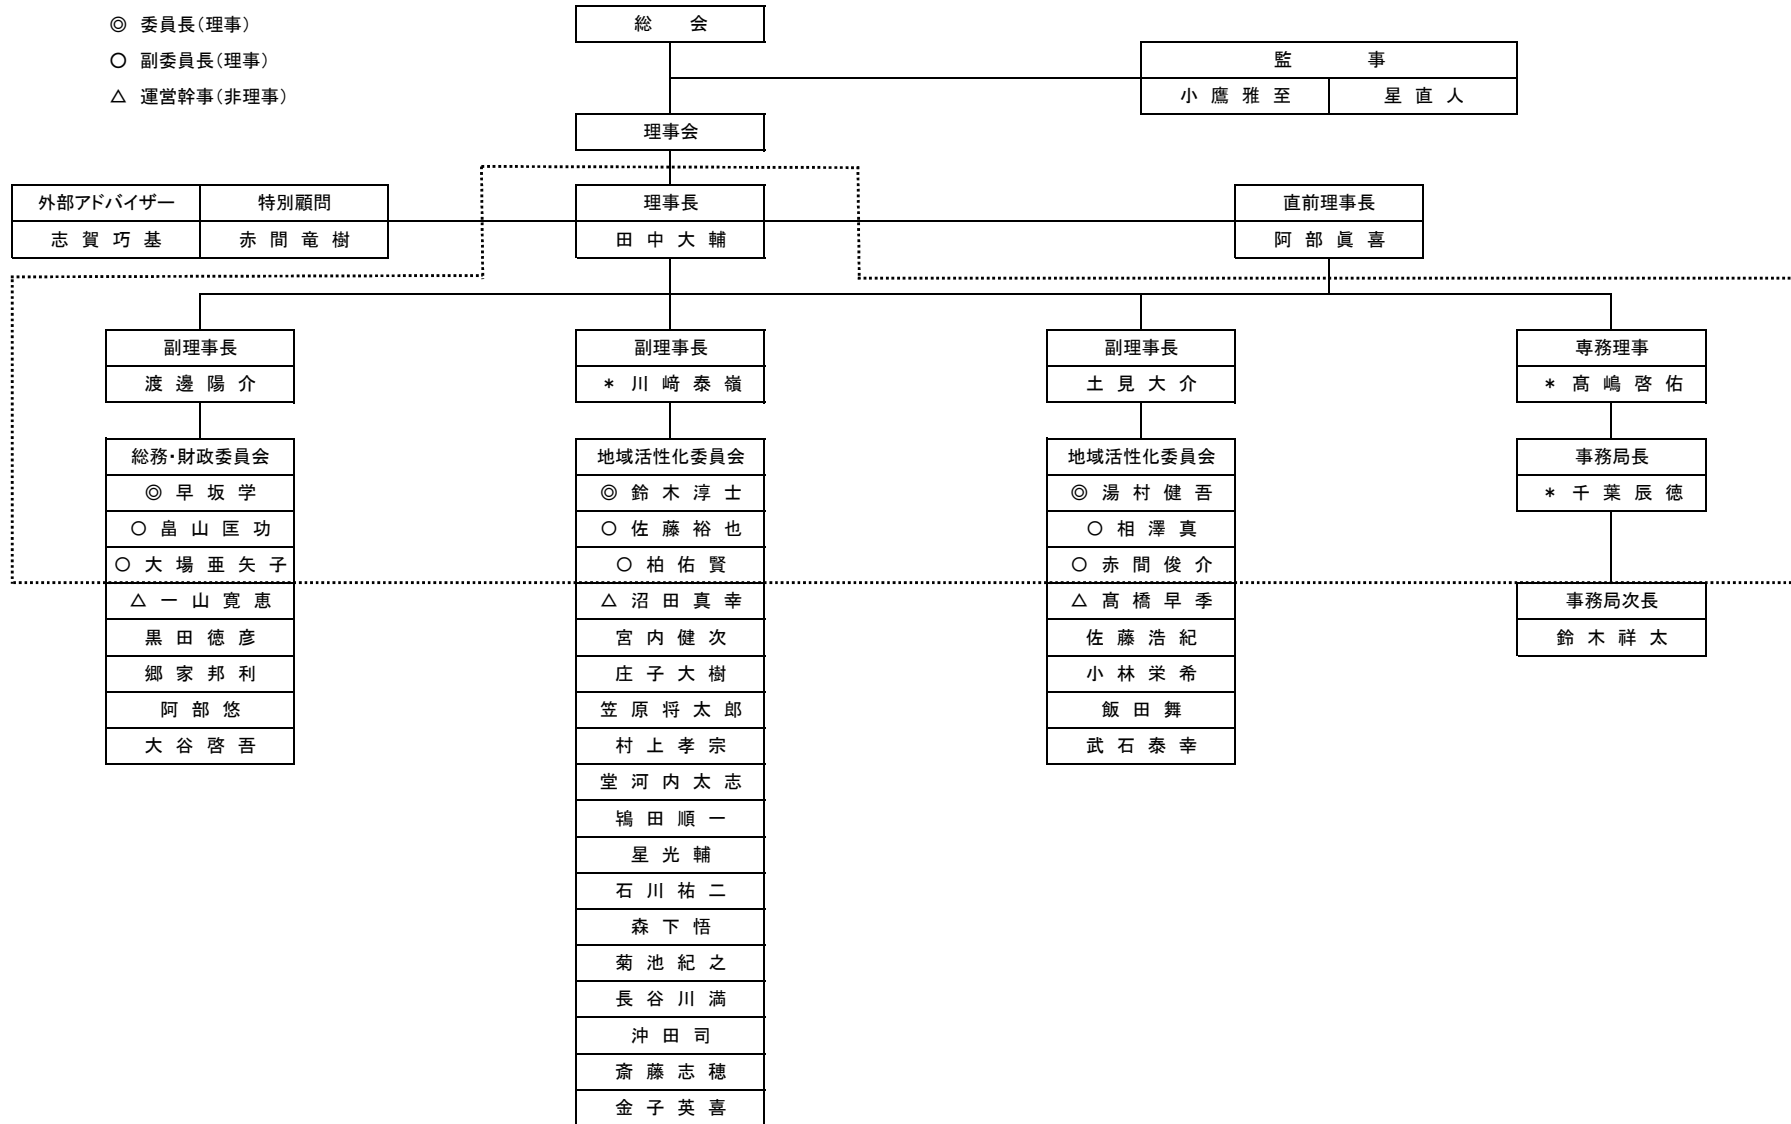 ◎ 委員長(理事)
○ 副委員長(理事)
△ 運営幹事(非理事)
総 会
監 事
小鷹雅至 星直人
理事会
外部アドバイザー 特別顧問
志賀巧基 赤間竜樹
理事長
田中大輔
直前理事長
阿部眞喜
副理事長
渡邊陽介
総務・財政委員会
◎ 早坂学
○ 畠山匡功
○ 大場亜矢子
△ 一山寛恵
黒田徳彦
郷家邦利
阿部悠
大谷啓吾
副理事長
* 川﨑泰嶺
地域活性化委員会
◎ 鈴木淳士
○ 佐藤裕也
○ 柏佑賢
△ 沼田真幸
宮内健次
庄子大樹
笠原将太郎
村上孝宗
堂河内太志
鴇田順一
星光輔
石川祐二
森下悟
菊池紀之
長谷川満
沖田司
斎藤志穂
金子英喜
副理事長
土見大介
地域活性化委員会
◎ 湯村健吾
○ 相澤真
○ 赤間俊介
△ 髙橋早季
佐藤浩紀
小林栄希
飯田舞
武石泰幸
専務理事
* 髙嶋啓佑
事務局長
* 千葉辰徳
事務局次長
鈴木祥太